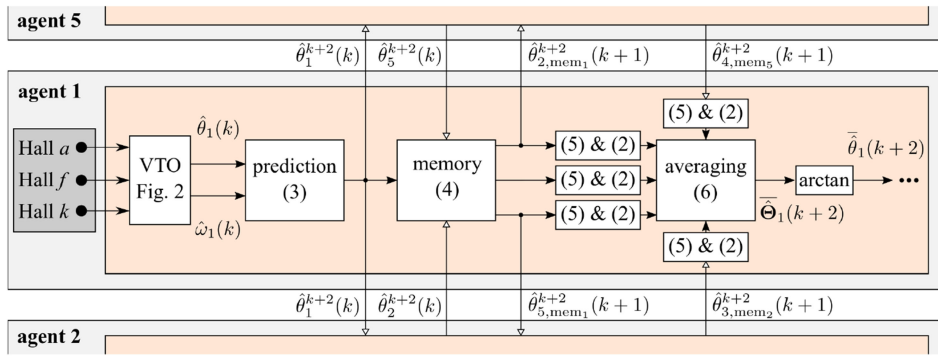 agent 5
θ̂₁ᵏ⁺²(k) θ̂₅ᵏ⁺²(k) θ̂ᵏ⁺²₂,mem₁(k+1) θ̂ᵏ⁺²₄,mem₅(k+1)
agent 1
Hall a
Hall f
Hall k
VTO
Fig. 2
θ̂₁(k)
ω̂₁(k)
prediction
(3)
memory
(4)
(5) & (2)
(5) & (2)
(5) & (2)
(5) & (2)
averaging
(6)
(5) & (2)
arctan
θ̂̅₁(k+2)
Θ̂̅₁(k+2)
•••
θ̂₁ᵏ⁺²(k) θ̂₂ᵏ⁺²(k) θ̂ᵏ⁺²₅,mem₁(k+1) θ̂ᵏ⁺²₃,mem₂(k+1)
agent 2